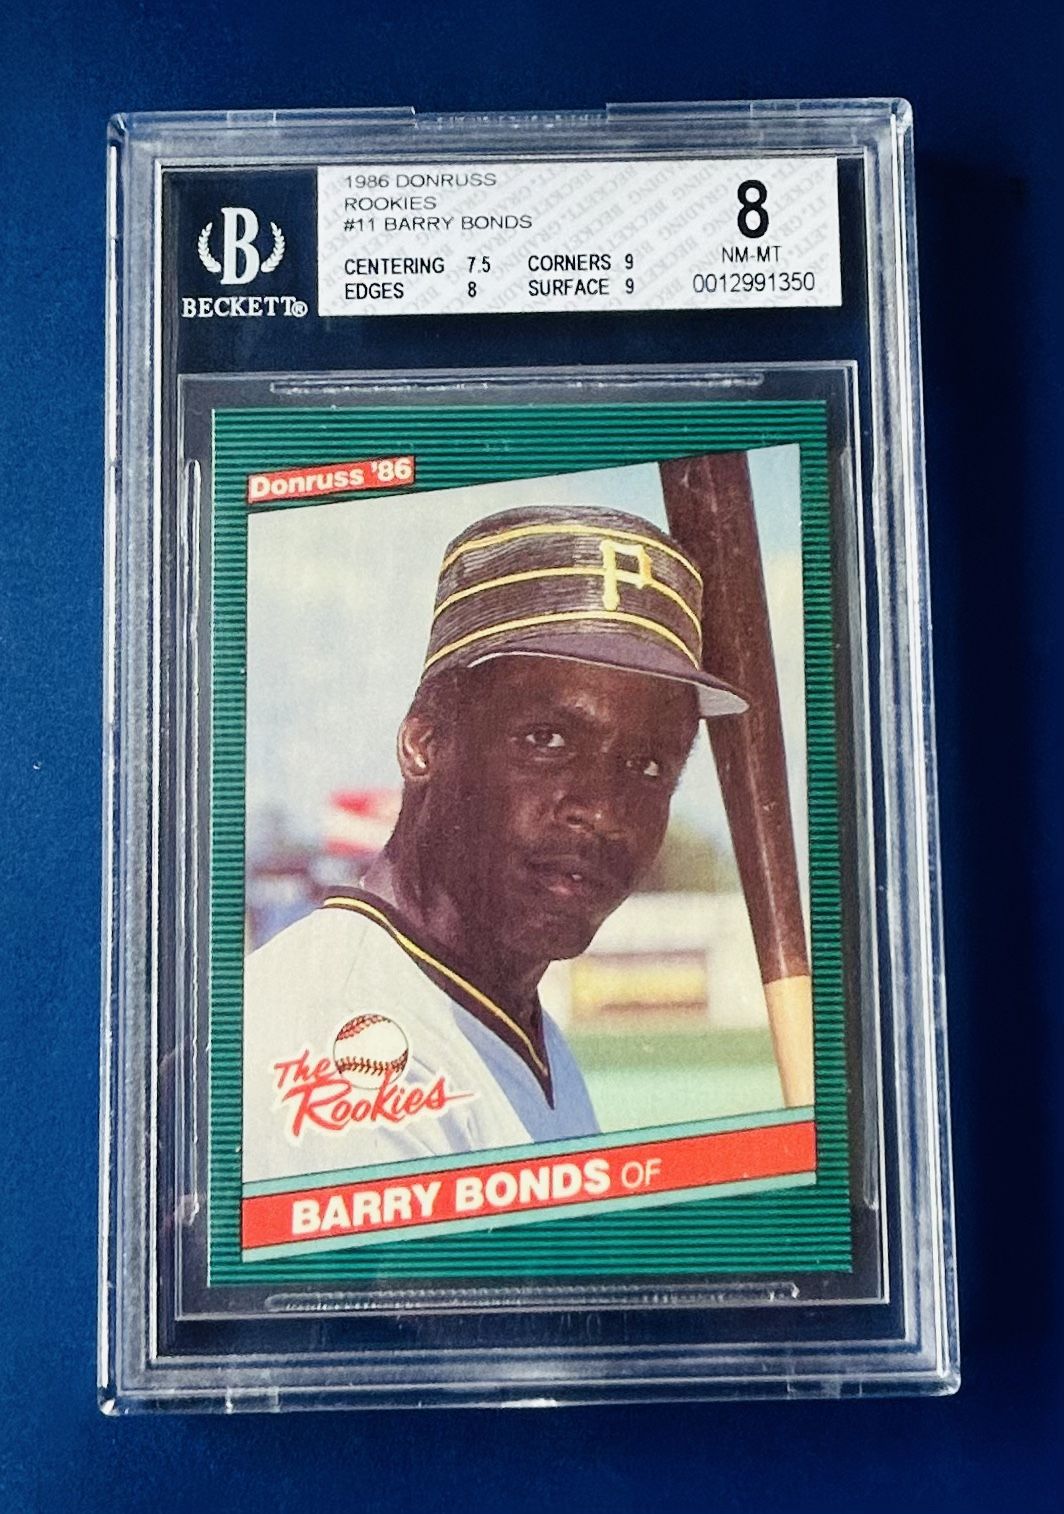 1986 DONRUSS
ROOKIES
#11 BARRY BONDS
CENTERING 7.5 CORNERS 9
EDGES 8 SURFACE 9
8
NM-MT
0012991350
B
BECKETT®
Donruss '86
P
The
Rookies
BARRY BONDS OF